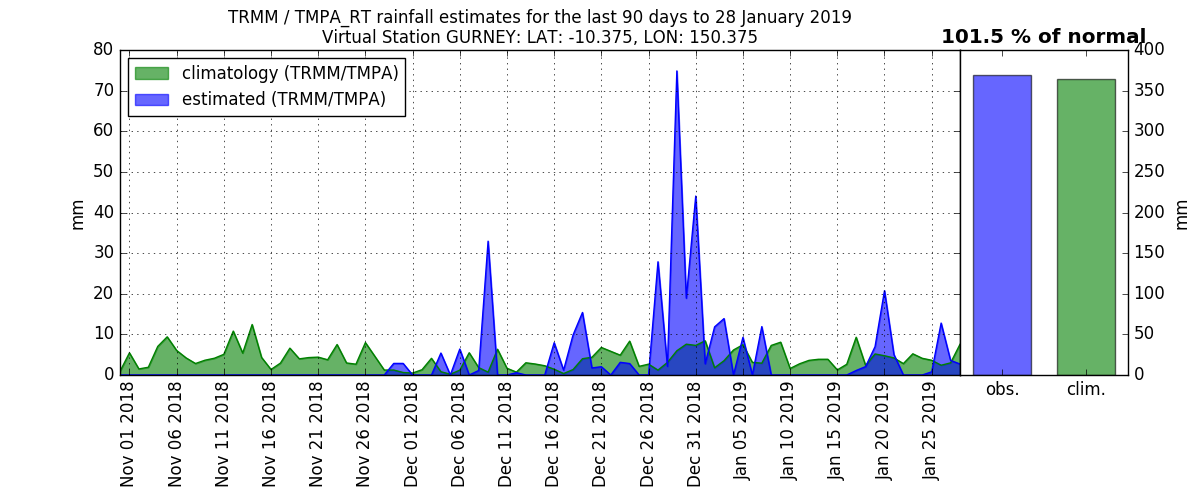 TRMM / TMPA_RT rainfall estimates for the last 90 days to 28 January 2019
Virtual Station GURNEY: LAT: -10.375, LON: 150.375
101.5 % of normal
climatology (TRMM/TMPA)
estimated (TRMM/TMPA)
mm
80
70
60
50
40
30
20
10
0
400
350
300
250
200
150
100
50
0
mm
Nov 01 2018
Nov 06 2018
Nov 11 2018
Nov 16 2018
Nov 21 2018
Nov 26 2018
Dec 01 2018
Dec 06 2018
Dec 11 2018
Dec 16 2018
Dec 21 2018
Dec 26 2018
Dec 31 2018
Jan 05 2019
Jan 10 2019
Jan 15 2019
Jan 20 2019
Jan 25 2019
obs.
clim.